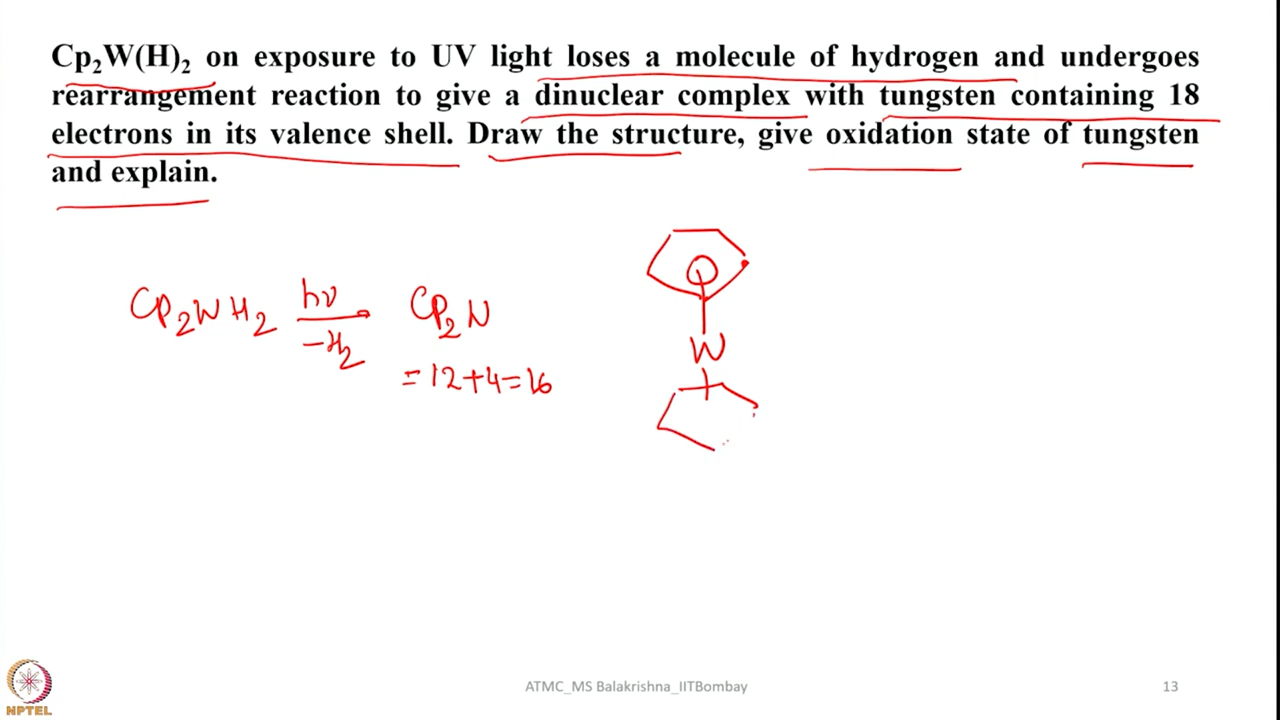 Cp₂W(H)₂ on exposure to UV light loses a molecule of hydrogen and undergoes
rearrangement reaction to give a dinuclear complex with tungsten containing 18
electrons in its valence shell. Draw the structure, give oxidation state of tungsten
and explain.
CP₂WH₂ hν -H₂ CP₂W
= 12+4=16
W
NPTEL
ATMC_MS Balakrishna_IITBombay
13